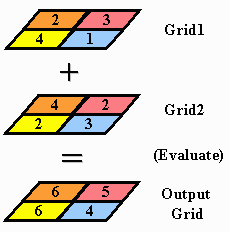 2 3
4 1
Grid1
+
4 2
2 3
Grid2
=
(Evaluate)
6 5
6 4
Output
Grid